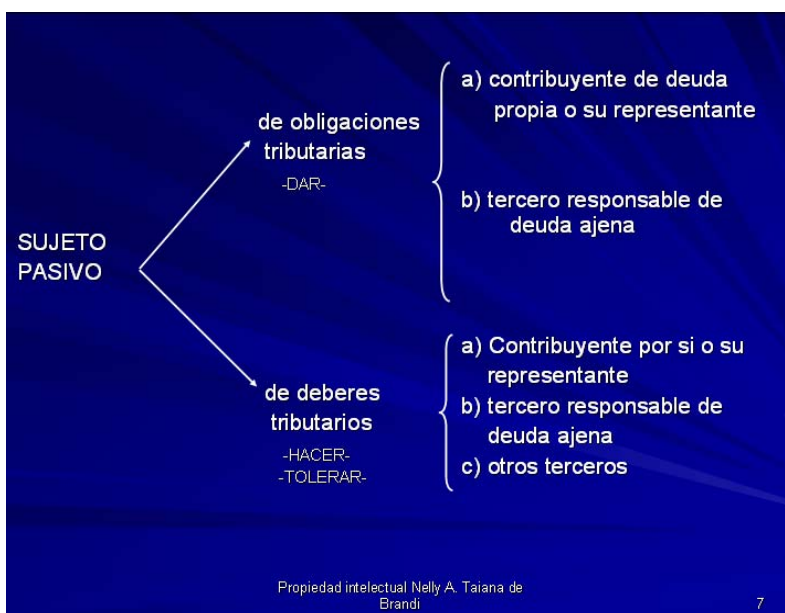 SUJETO
PASIVO
de obligaciones
tributarias
-DAR-
a) contribuyente de deuda
propia o su representante
b) tercero responsable de
deuda ajena
de deberes
tributarios
-HACER-
-TOLERAR-
a) Contribuyente por si o su
representante
b) tercero responsable de
deuda ajena
c) otros terceros
Propiedad intelectual Nelly A. Taiana de
Brandi
7